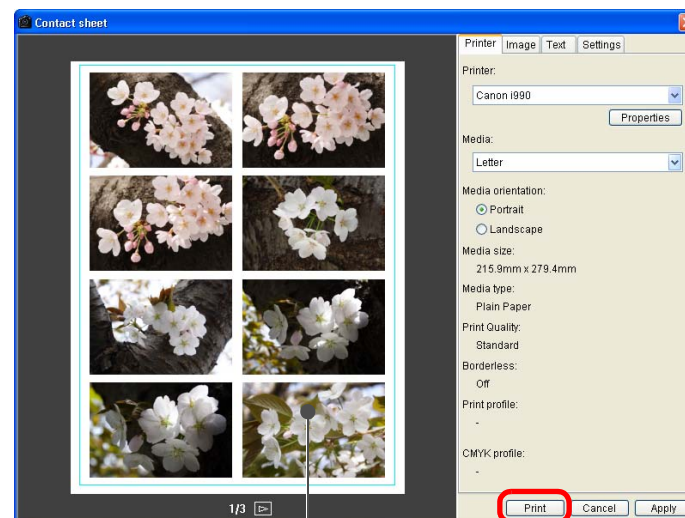 Contact sheet
Printer Image Text Settings
Printer:
Canon i990
Properties
Media:
Letter
Media orientation:
Portrait
Landscape
Media size:
215.9mm x 279.4mm
Media type:
Plain Paper
Print Quality:
Standard
Borderless:
Off
Print profile:
-
CMYK profile:
-
1/3
Print Cancel Apply